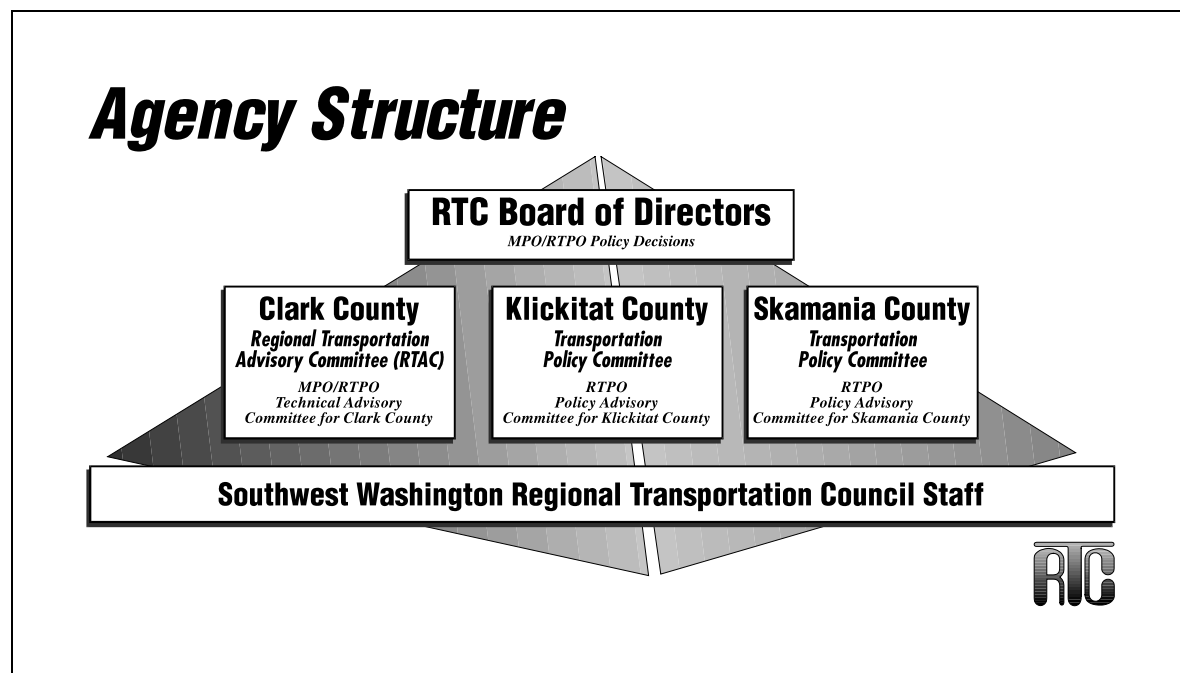 Agency Structure
RTC Board of Directors
MPO/RTPO Policy Decisions
Clark County
Regional Transportation
Advisory Committee (RTAC)
MPO/RTPO
Technical Advisory
Committee for Clark County
Klickitat County
Transportation
Policy Committee
RTPO
Policy Advisory
Committee for Klickitat County
Skamania County
Transportation
Policy Committee
RTPO
Policy Advisory
Committee for Skamania County
Southwest Washington Regional Transportation Council Staff
RTC